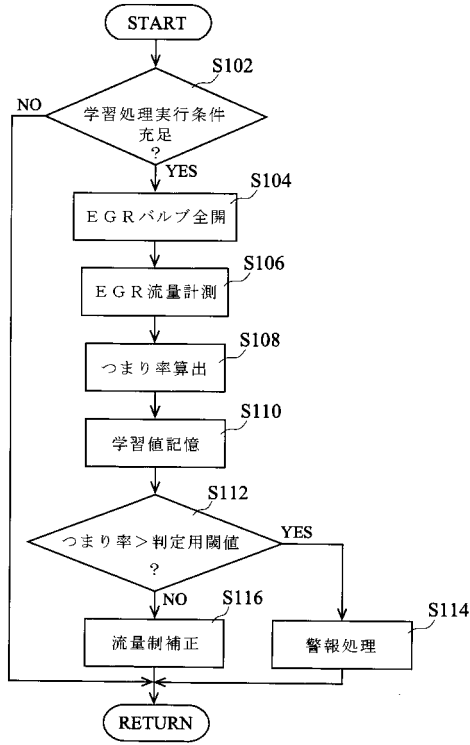 START
S102
NO
学習処理実行条件
充足
?
YES
S104
EGRバルブ全開
S106
EGR流量計測
S108
つまり率算出
S110
学習値記憶
S112
つまり率>判定用閾値
?
YES
NO
S116
流量制補正
S114
警報処理
RETURN